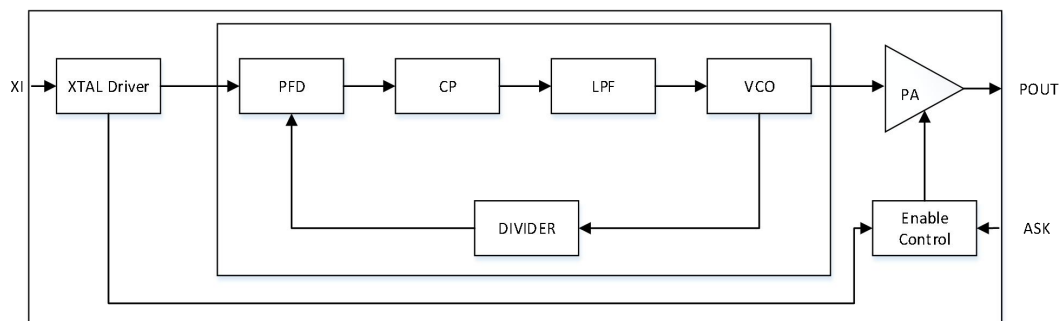 XI
XTAL Driver
PFD
CP
LPF
VCO
PA
POUT
DIVIDER
Enable
Control
ASK